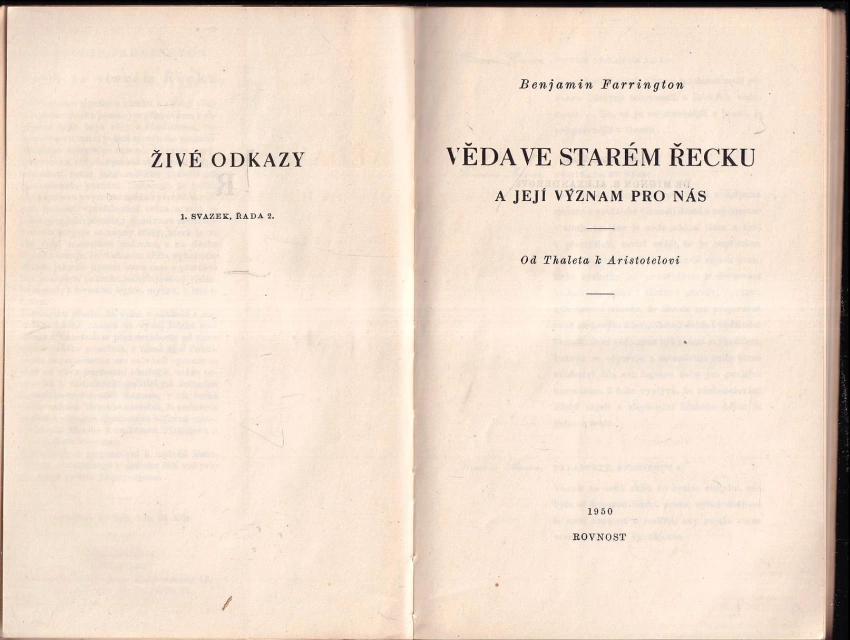 ŽIVÉ ODKAZY
1. SVAZEK, ŘADA 2.
Benjamin Farrington
VĚDA VE STARÉM ŘECKU
A JEJÍ VÝZNAM PRO NÁS
Od Thaleta k Aristotelovi
1950
ROVNOST